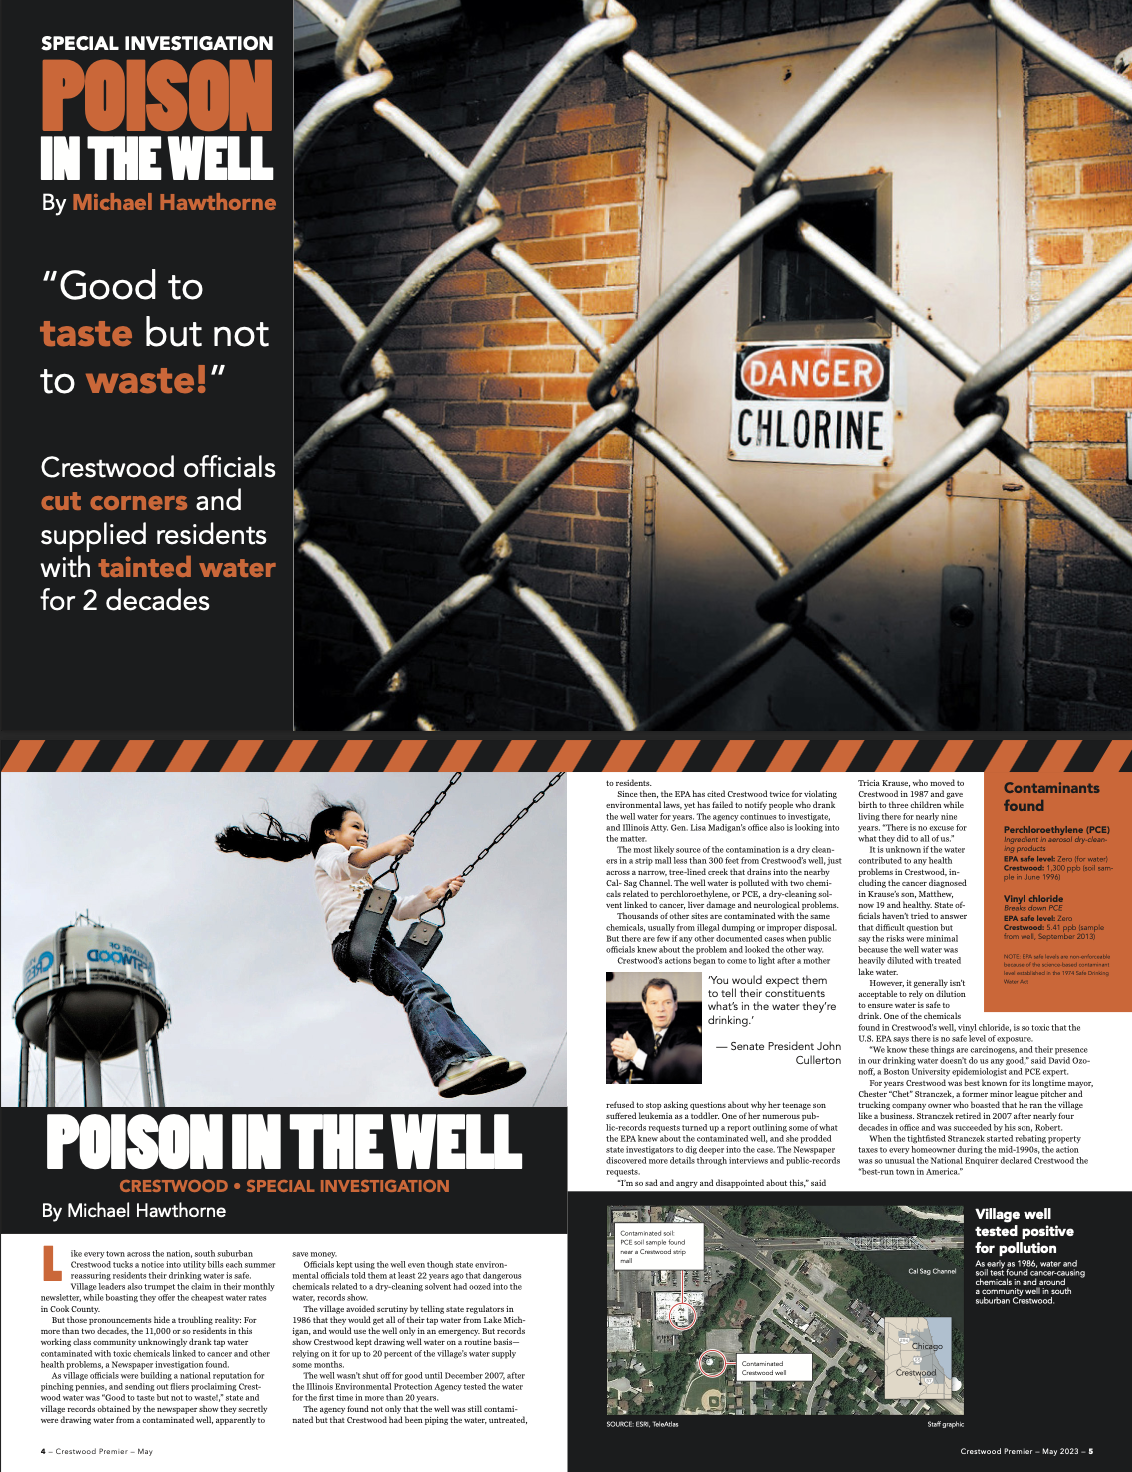 SPECIAL INVESTIGATION
POISON
IN THE WELL
By Michael Hawthorne
“Good to
taste but not
to waste!”
Crestwood officials
cut corners and
supplied residents
with tainted water
for 2 decades
DANGER
CHLORINE
POISON IN THE WELL
CRESTWOOD • SPECIAL INVESTIGATION
By Michael Hawthorne
Like every town across the nation, south suburban
Crestwood tucks a notice into utility bills each summer
reassuring residents their drinking water is safe.
Village leaders also trumpet the claim in their monthly
newsletter, while boasting they offer the cheapest water rates
in Cook County.
But those pronouncements hide a troubling reality: For
more than two decades, the 11,000 or so residents in this
working class community unknowingly drank tap water
contaminated with toxic chemicals linked to cancer and other
health problems, a Newspaper investigation found.
As village officials were building a national reputation for
pinching pennies, and sending out fliers proclaiming Crest-
wood water was “Good to taste but not to waste!,” state and
village records obtained by the newspaper show they secretly
were drawing water from a contaminated well, apparently to
save money.
Officials kept using the well even though state environ-
mental officials told them at least 22 years ago that dangerous
chemicals related to a dry-cleaning solvent had oozed into the
water, records show.
The village avoided scrutiny by telling state regulators in
1986 that they would get all of their tap water from Lake Mich-
igan, and would use the well only in an emergency. But records
show Crestwood kept drawing well water on a routine basis—
relying on it for up to 20 percent of the village’s water supply
some months.
The well wasn’t shut off for good until December 2007, after
the Illinois Environmental Protection Agency tested the water
for the first time in more than 20 years.
The agency found not only that the well was still contami-
nated but that Crestwood had been piping the water, untreated,
4 – Crestwood Premier – May
to residents.
Since then, the EPA has cited Crestwood twice for violating
environmental laws, yet has failed to notify people who drank
the well water for years. The agency continues to investigate,
and Illinois Atty. Gen. Lisa Madigan’s office also is looking into
the matter.
The most likely source of the contamination is a dry clean-
ers in a strip mall less than 300 feet from Crestwood’s well, just
across a narrow, tree-lined creek that drains into the nearby
Cal- Sag Channel. The well water is polluted with two chemi-
cals related to perchloroethylene, or PCE, a dry-cleaning sol-
vent linked to cancer, liver damage and neurological problems.
Thousands of other sites are contaminated with the same
chemicals, usually from illegal dumping or improper disposal.
But there are few if any other documented cases when public
officials knew about the problem and looked the other way.
Crestwood’s actions began to come to light after a mother
‘You would expect them
to tell their constituents
what’s in the water they’re
drinking.’
— Senate President John
Cullerton
refused to stop asking questions about why her teenage son
suffered leukemia as a toddler. One of her numerous pub-
lic-records requests turned up a report outlining some of what
the EPA knew about the contaminated well, and she prodded
state investigators to dig deeper into the case. The Newspaper
discovered more details through interviews and public-records
requests.
“I’m so sad and angry and disappointed about this,” said
Tricia Krause, who moved to
Crestwood in 1987 and gave
birth to three children while
living there for nearly nine
years. “There is no excuse for
what they did to all of us.”
It is unknown if the water
contributed to any health
problems in Crestwood, in-
cluding the cancer diagnosed
in Krause’s son, Matthew,
now 19 and healthy. State of-
ficials haven’t tried to answer
that difficult question but
say the risks were minimal
because the well water was
heavily diluted with treated
lake water.
However, it generally isn’t
acceptable to rely on dilution
to ensure water is safe to
drink. One of the chemicals
found in Crestwood’s well, vinyl chloride, is so toxic that the
U.S. EPA says there is no safe level of exposure.
“We know these things are carcinogens, and their presence
in our drinking water doesn’t do us any good,” said David Ozo-
noff, a Boston University epidemiologist and PCE expert.
For years Crestwood was best known for its longtime mayor,
Chester “Chet” Stranczek, a former minor league pitcher and
trucking company owner who boasted that he ran the village
like a business. Stranczek retired in 2007 after nearly four
decades in office and was succeeded by his son, Robert.
When the tightfisted Stranczek started rebating property
taxes to every homeowner during the mid-1990s, the action
was so unusual the National Enquirer declared Crestwood the
“best-run town in America.”
Contaminants
found
Perchloroethylene (PCE)
Ingredient in aerosol dry-clean-
ing products
EPA safe level: Zero (for water)
Crestwood: 1,300 ppb (soil sam-
ple in June 1996)
Vinyl chloride
Breaks down PCE
EPA safe level: Zero
Crestwood: 5.41 ppb (sample
from well, September 2013)
NOTE: EPA safe levels are non-enforceable
because of the science-based contaminant
level established in the 1974 Safe Drinking
Water Act
Contaminated soil:
PCE soil sample found
near a Crestwood strip
mall
Cal Sag Channel
Contaminated
Crestwood well
Chicago
Crestwood
SOURCE: ESRI, TeleAtlas
Staff graphic
Village well
tested positive
for pollution
As early as 1986, water and
soil test found cancer-causing
chemicals in and around
a community well in south
suburban Crestwood.
Crestwood Premier – May 2023 – 5